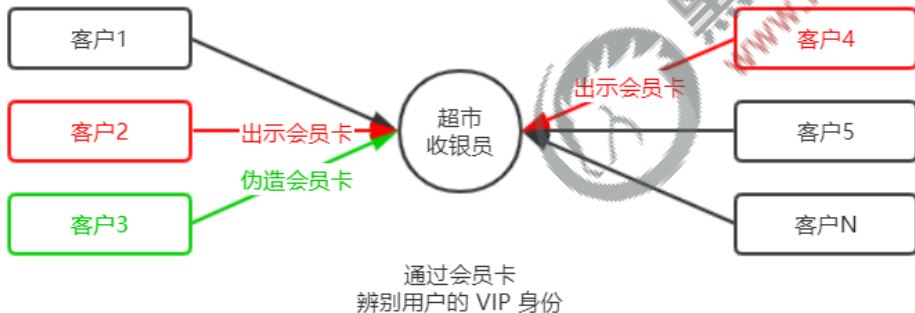 客户1
客户4
出示会员卡
超市
收银员
客户2
出示会员卡
客户5
伪造会员卡
客户3
客户N
通过会员卡
辨别用户的 VIP 身份